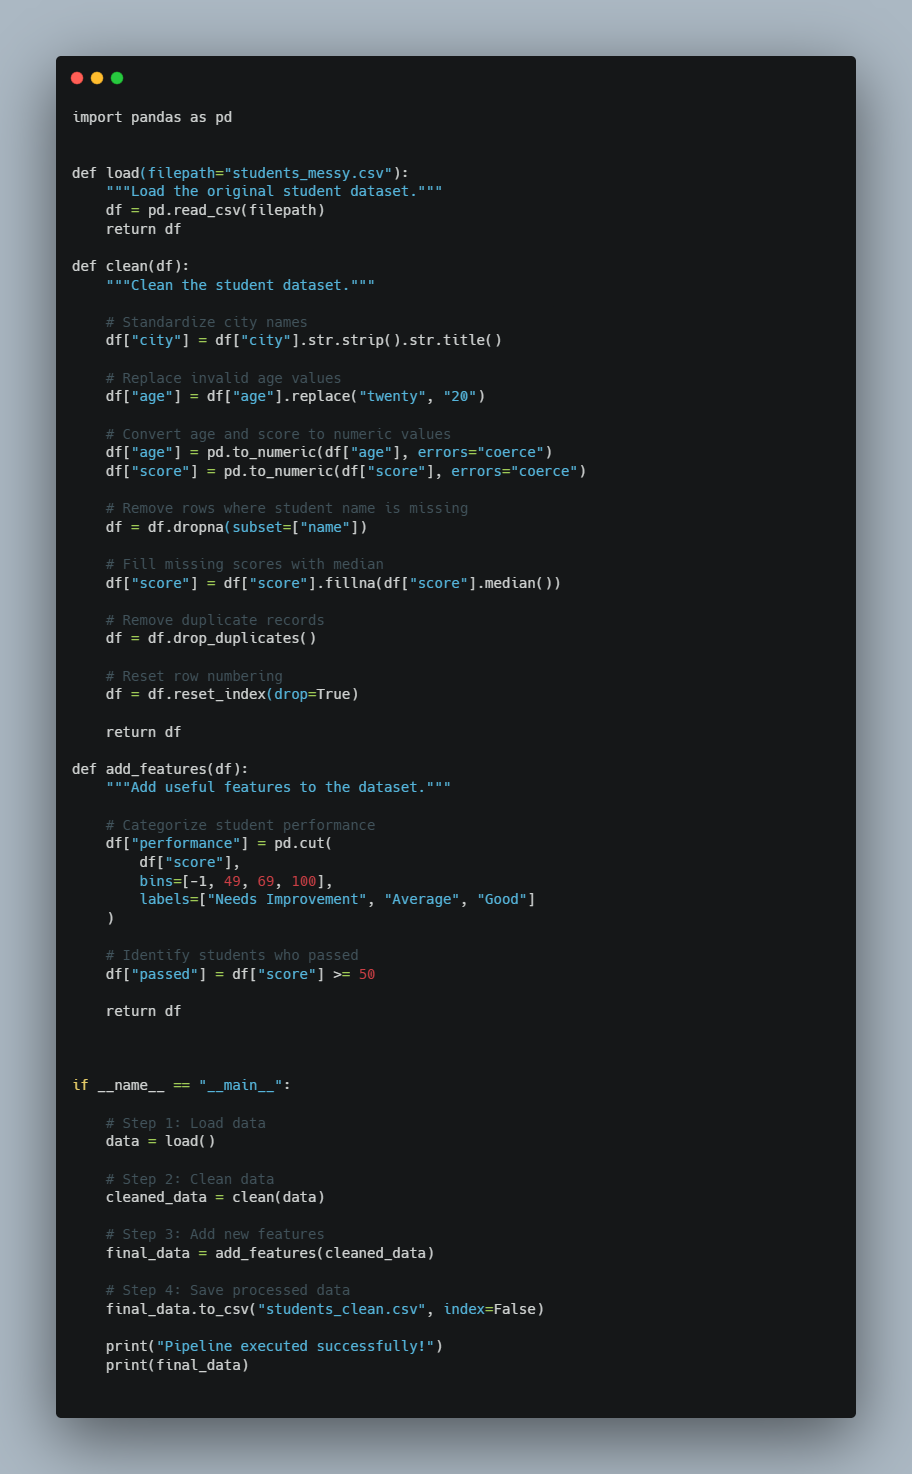 import pandas as pd
def load(filepath="students_messy.csv"):
    """Load the original student dataset."""
    df = pd.read_csv(filepath)
    return df
def clean(df):
    """Clean the student dataset."""
    # Standardize city names
    df["city"] = df["city"].str.strip().str.title()
    # Replace invalid age values
    df["age"] = df["age"].replace("twenty", "20")
    # Convert age and score to numeric values
    df["age"] = pd.to_numeric(df["age"], errors="coerce")
    df["score"] = pd.to_numeric(df["score"], errors="coerce")
    # Remove rows where student name is missing
    df = df.dropna(subset=["name"])
    # Fill missing scores with median
    df["score"] = df["score"].fillna(df["score"].median())
    # Remove duplicate records
    df = df.drop_duplicates()
    # Reset row numbering
    df = df.reset_index(drop=True)
    return df
def add_features(df):
    """Add useful features to the dataset."""
    # Categorize student performance
    df["performance"] = pd.cut(
        df["score"],
        bins=[-1, 49, 69, 100],
        labels=["Needs Improvement", "Average", "Good"]
    )
    # Identify students who passed
    df["passed"] = df["score"] >= 50
    return df
if __name__ == "__main__":
    # Step 1: Load data
    data = load()
    # Step 2: Clean data
    cleaned_data = clean(data)
    # Step 3: Add new features
    final_data = add_features(cleaned_data)
    # Step 4: Save processed data
    final_data.to_csv("students_clean.csv", index=False)
    print("Pipeline executed successfully!")
    print(final_data)